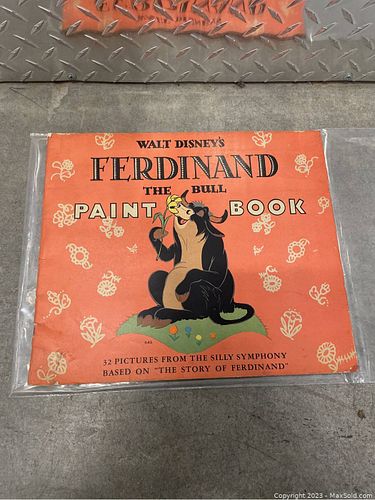 WALT DISNEY'S
FERDINAND
THE BULL
PAINT BOOK
32 PICTURES FROM THE SILLY SYMPHONY
BASED ON "THE STORY OF FERDINAND"
Copyright 2023 - MaxSold.com